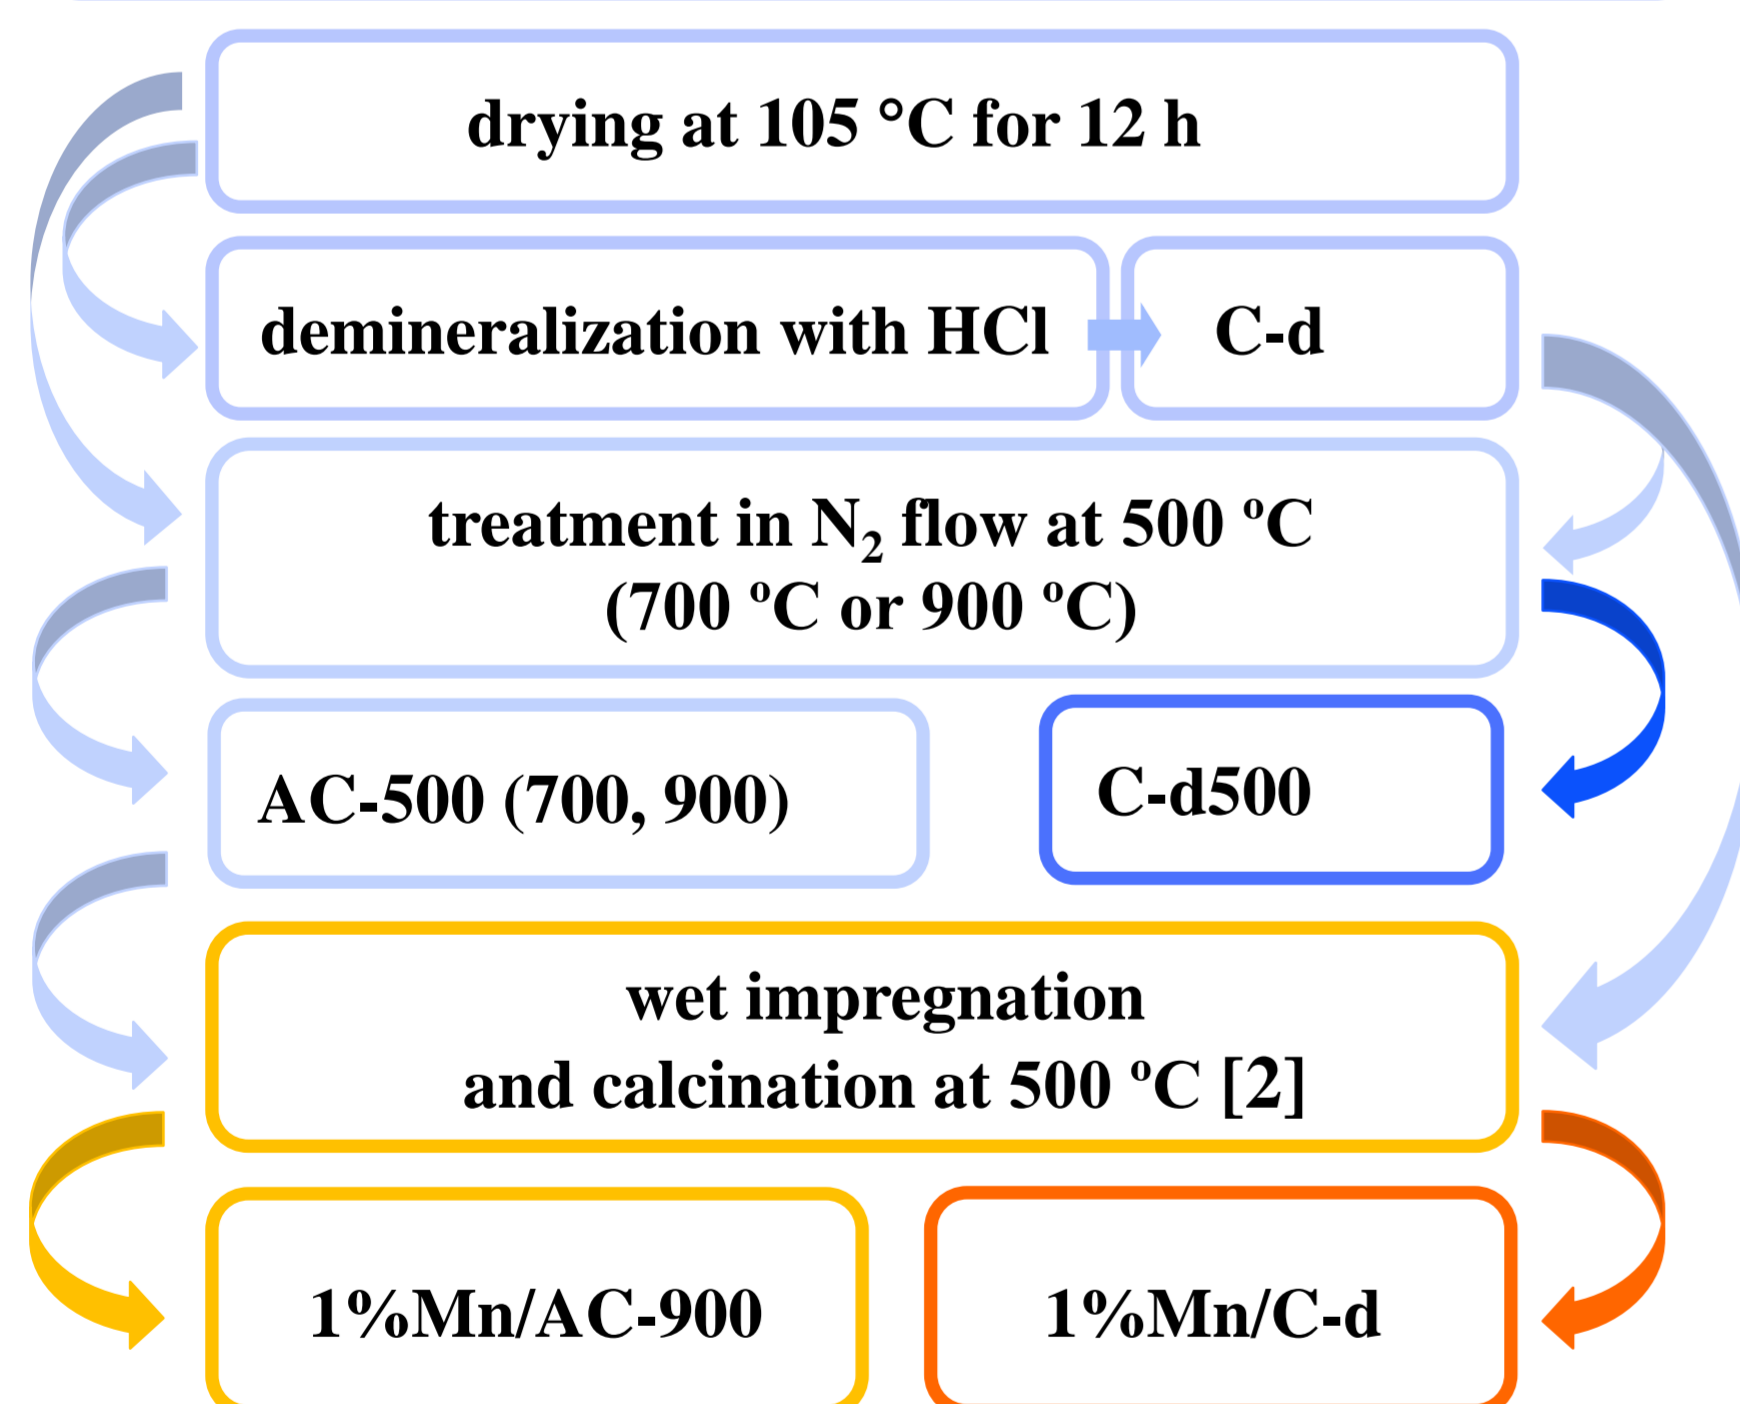 drying at 105 °C for 12 h
demineralization with HCl
C-d
treatment in N₂ flow at 500 ºC
(700 ºC or 900 ºC)
AC-500 (700, 900)
C-d500
wet impregnation
and calcination at 500 ºC [2]
1%Mn/AC-900
1%Mn/C-d